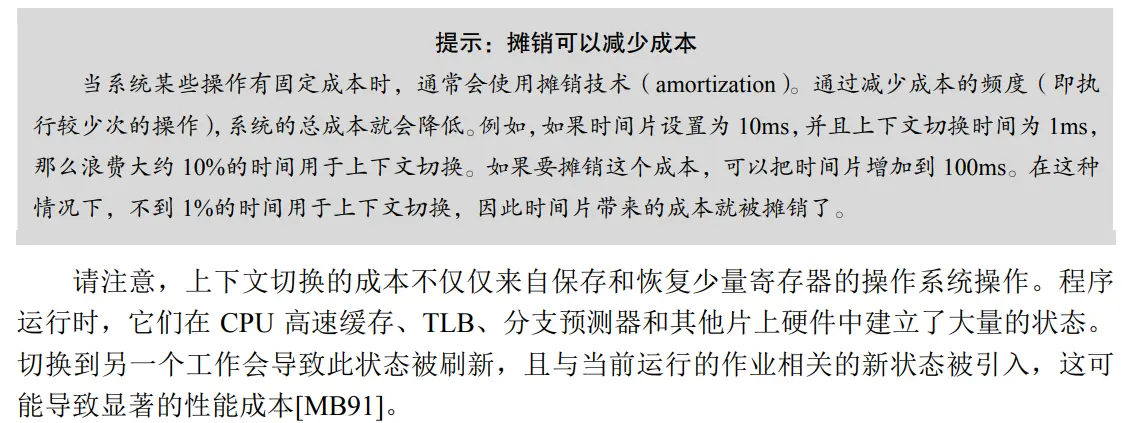 提示：摊销可以减少成本
当系统某些操作有固定成本时，通常会使用摊销技术（amortization）。通过减少成本的频度（即执
行较少次的操作），系统的总成本就会降低。例如，如果时间片设置为 10ms，并且上下文切换时间为 1ms，
那么浪费大约 10%的时间用于上下文切换。如果要摊销这个成本，可以把时间片增加到 100ms。在这种
情况下，不到 1%的时间用于上下文切换，因此时间片带来的成本就被摊销了。
请注意，上下文切换的成本不仅仅来自保存和恢复少量寄存器的操作系统操作。程序
运行时，它们在 CPU 高速缓存、TLB、分支预测器和其他片上硬件中建立了大量的状态。
切换到另一个工作会导致此状态被刷新，且与当前运行的作业相关的新状态被引入，这可
能导致显著的性能成本[MB91]。